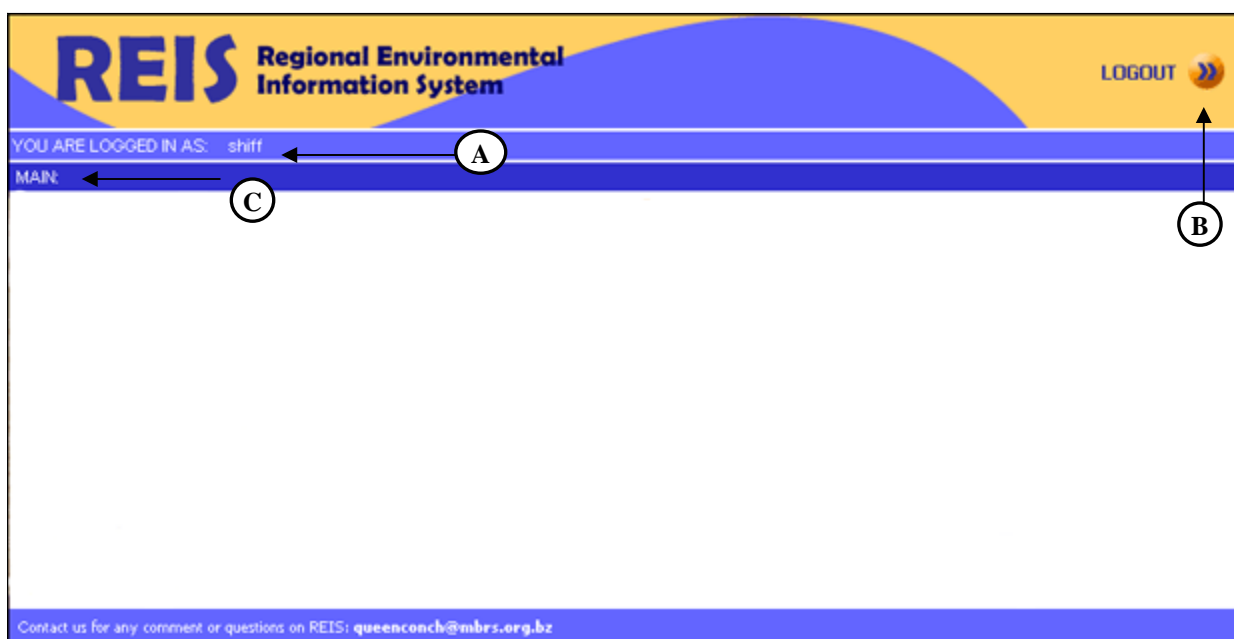 REIS Regional Environmental
Information System
LOGOUT
YOU ARE LOGGED IN AS: shiff
A
MAIN:
C
B
Contact us for any comment or questions on REIS: queenconch@mbrs.org.bz